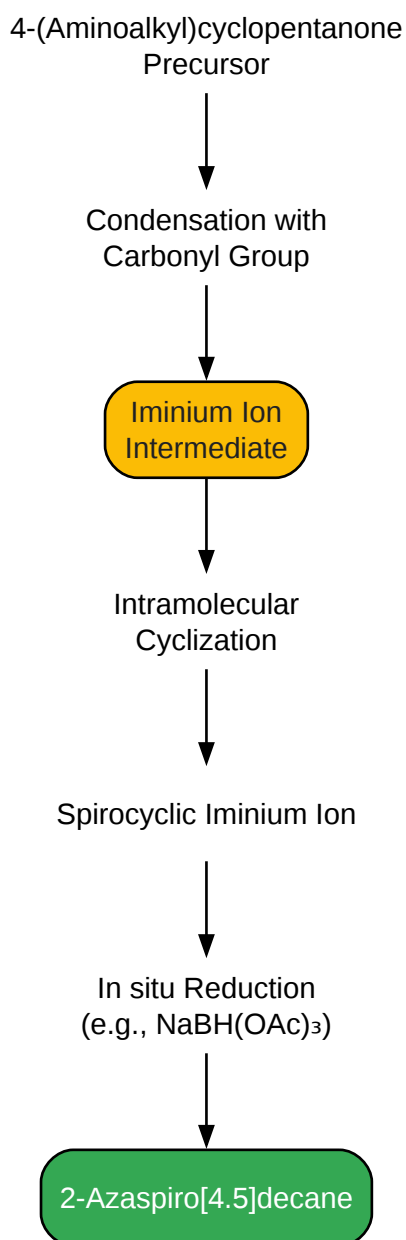 4-(Aminoalkyl)cyclopentanone
Precursor
Condensation with
Carbonyl Group
Iminium Ion
Intermediate
Intramolecular
Cyclization
Spirocyclic Iminium Ion
In situ Reduction
(e.g., NaBH(OAc)₃)
2-Azaspiro[4.5]decane